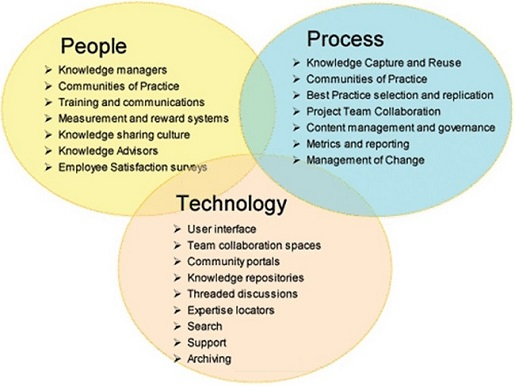 People
➢ Knowledge managers
➢ Communities of Practice
➢ Training and communications
➢ Measurement and reward systems
➢ Knowledge sharing culture
➢ Knowledge Advisors
➢ Employee Satisfaction surveys
Process
➢ Knowledge Capture and Reuse
➢ Communities of Practice
➢ Best Practice selection and replication
➢ Project Team Collaboration
➢ Content management and governance
➢ Metrics and reporting
➢ Management of Change
Technology
➢ User interface
➢ Team collaboration spaces
➢ Community portals
➢ Knowledge repositories
➢ Threaded discussions
➢ Expertise locators
➢ Search
➢ Support
➢ Archiving